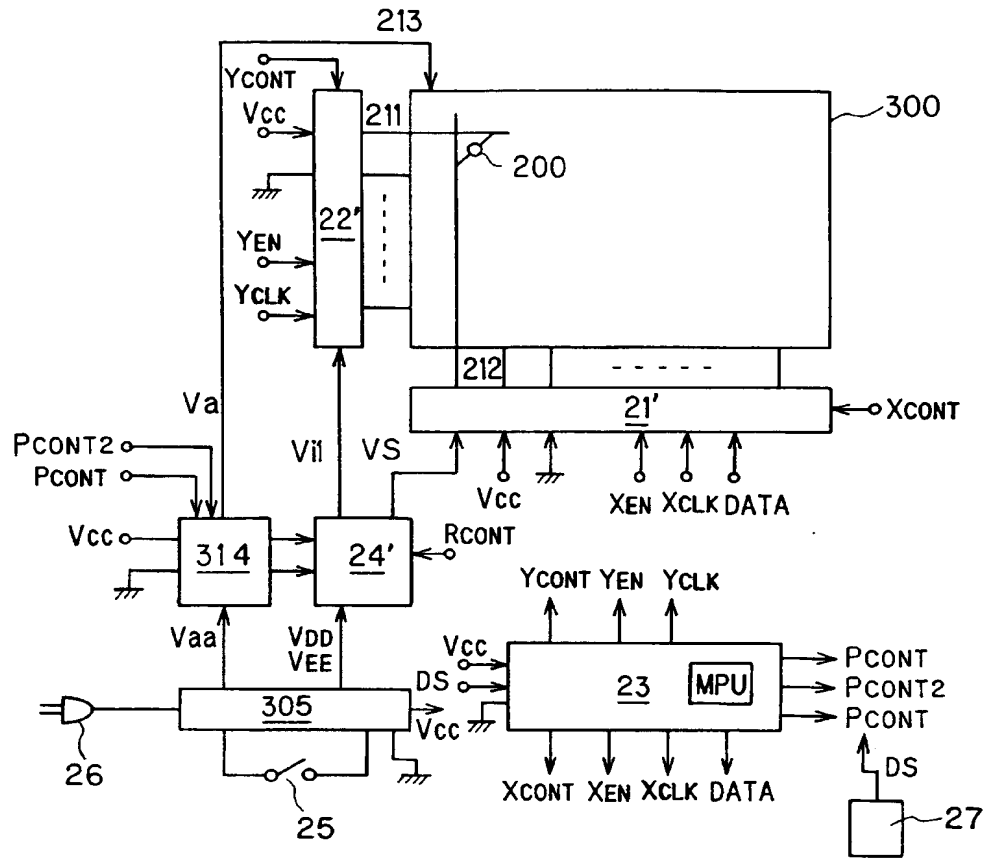 213
YCONT
VCC
211
200
300
22'
YEN
YCLK
212
21'
XCONT
Va
Vil
VS
PCONT2
PCONT
VCC
XEN
XCLK
DATA
VCC
314
24'
RCONT
YCONT
YEN
YCLK
Vaa
VDD
VEE
VCC
DS
23
MPU
PCONT
PCONT2
PCONT
305
VCC
26
25
XCONT
XEN
XCLK
DATA
DS
27